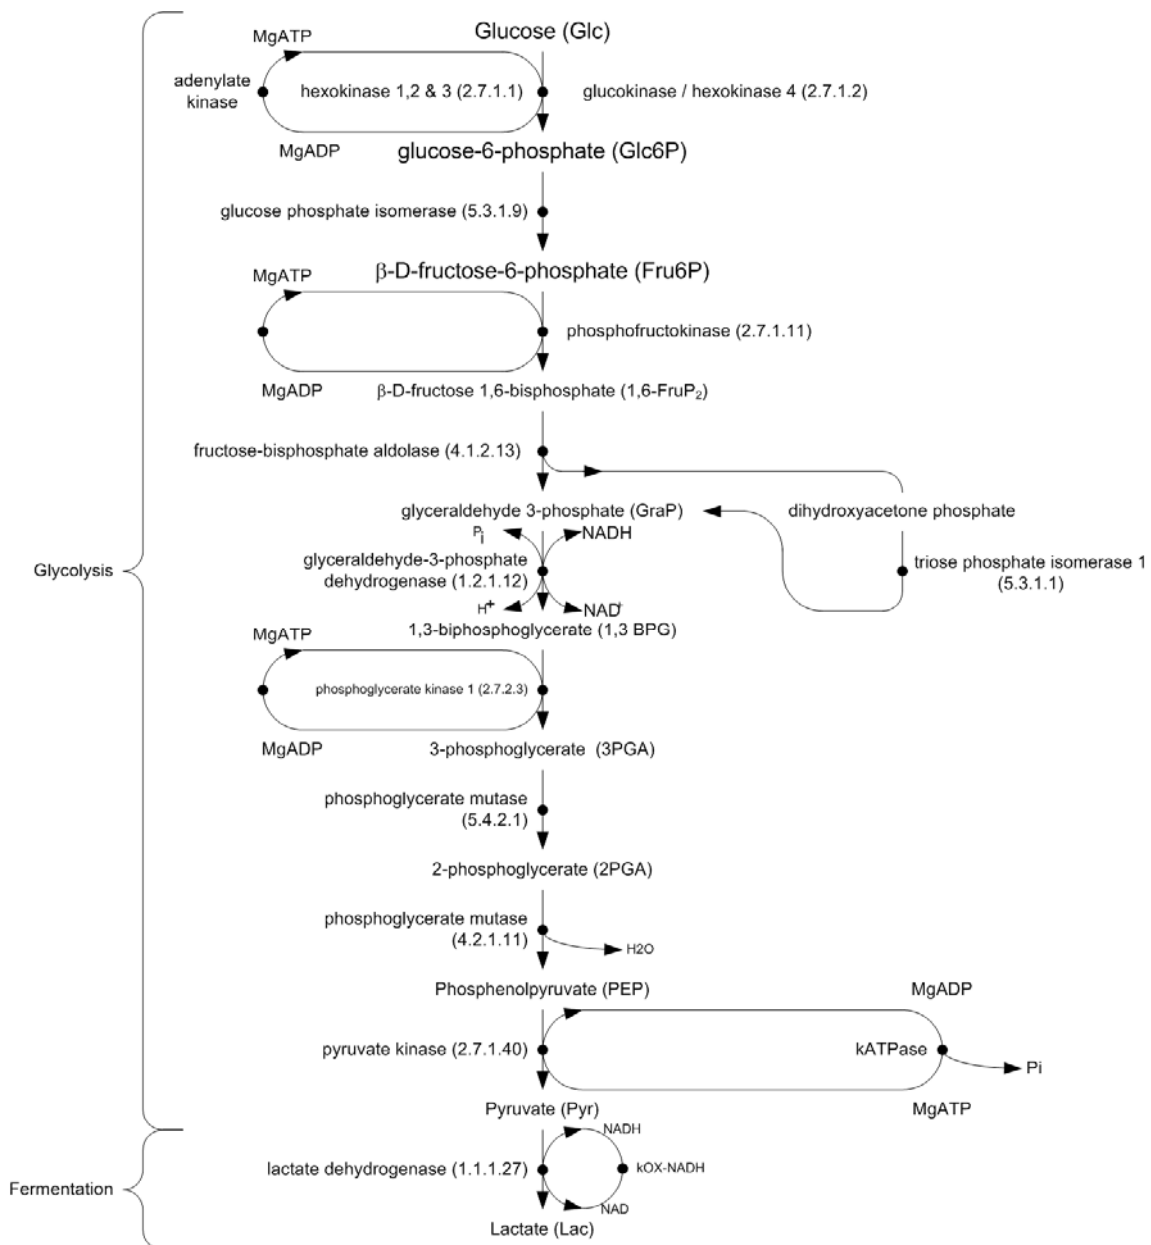 Glucose (Glc)
MgATP
adenylate
kinase
hexokinase 1,2 & 3 (2.7.1.1)
glucokinase / hexokinase 4 (2.7.1.2)
MgADP
glucose-6-phosphate (Glc6P)
glucose phosphate isomerase (5.3.1.9)
β-D-fructose-6-phosphate (Fru6P)
MgATP
phosphofructokinase (2.7.1.11)
MgADP
β-D-fructose 1,6-bisphosphate (1,6-FruP₂)
fructose-bisphosphate aldolase (4.1.2.13)
glyceraldehyde 3-phosphate (GraP)
dihydroxyacetone phosphate
Pi
NADH
glyceraldehyde-3-phosphate
dehydrogenase (1.2.1.12)
triose phosphate isomerase 1
(5.3.1.1)
Glycolysis
H⁺
NAD⁺
1,3-biphosphoglycerate (1,3 BPG)
MgATP
phosphoglycerate kinase 1 (2.7.2.3)
MgADP
3-phosphoglycerate (3PGA)
phosphoglycerate mutase
(5.4.2.1)
2-phosphoglycerate (2PGA)
phosphoglycerate mutase
(4.2.1.11)
H2O
Phosphenolpyruvate (PEP)
MgADP
pyruvate kinase (2.7.1.40)
kATPase
Pi
Pyruvate (Pyr)
MgATP
NADH
lactate dehydrogenase (1.1.1.27)
kOX-NADH
Fermentation
NAD
Lactate (Lac)